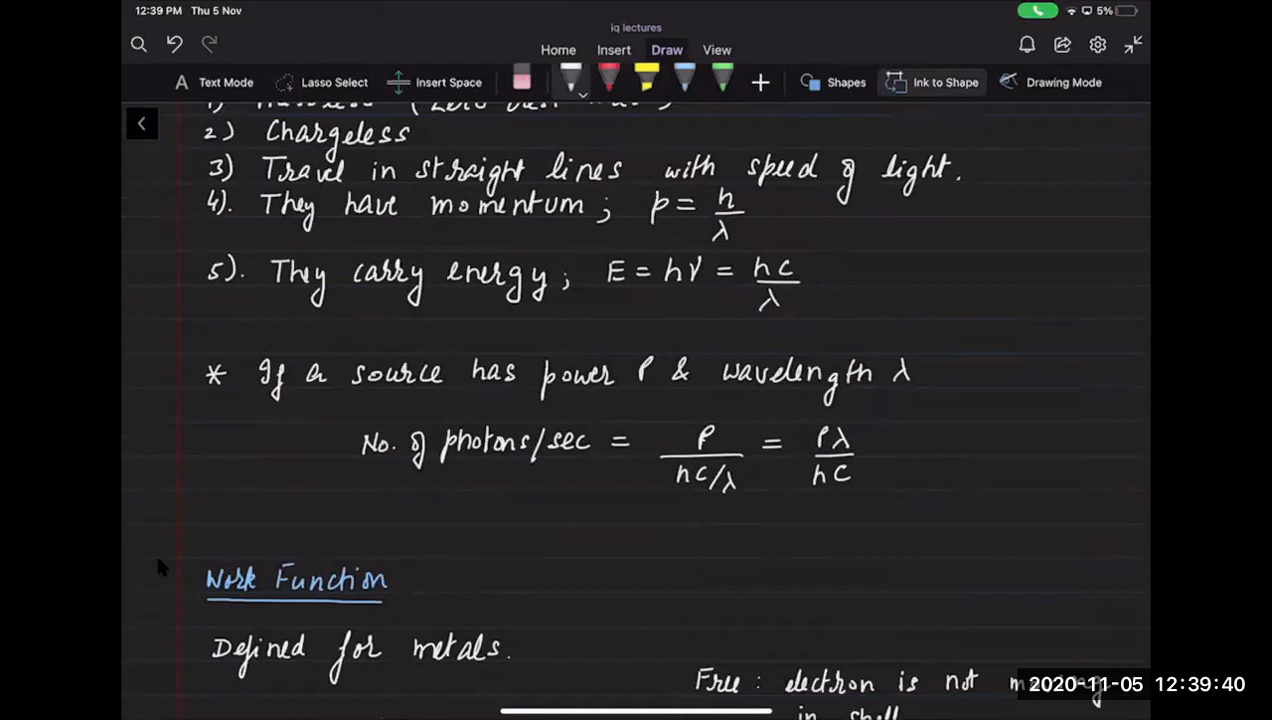 12:39 PM Thu 5 Nov
5%
iq lectures
Home Insert Draw View
Text Mode Lasso Select Insert Space Shapes Ink to Shape Drawing Mode
2) Chargeless
3) Travel in straight lines with speed of light.
4). They have momentum; p = h/λ
5). They carry energy; E = hν = hc/λ
* If a source has power P & wavelength λ
No. of photons/sec = P/(hc/λ) = Pλ/hc
Work Function
Defined for metals.
Free: electron is not
2020-11-05 12:39:40
in shell